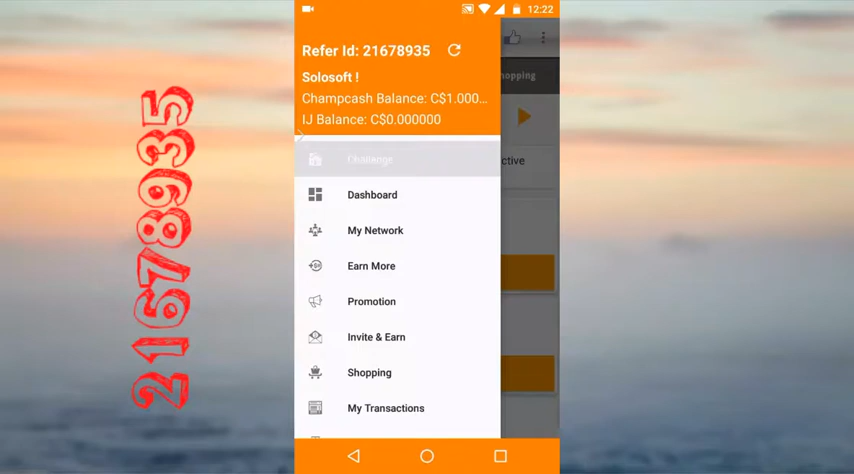 21678935
12:22
Refer Id: 21678935
Solosoft !
Champcash Balance: C$1.000...
IJ Balance: C$0.000000
hopping
ctive
Challenge
Dashboard
My Network
Earn More
Promotion
Invite & Earn
Shopping
My Transactions